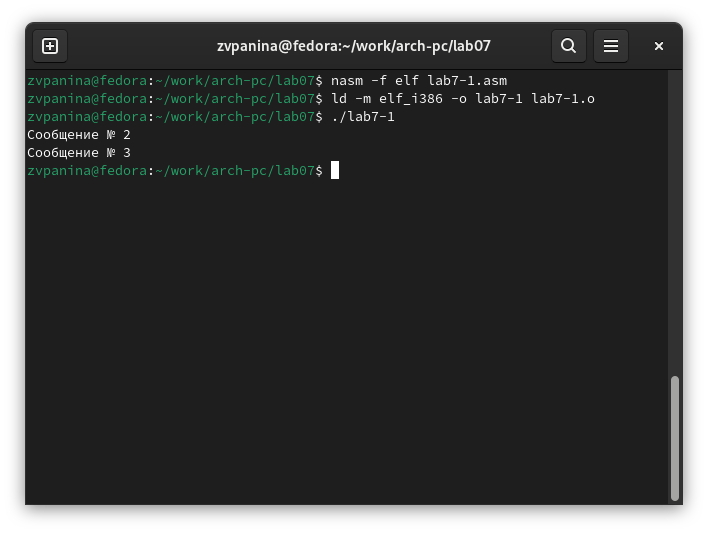 zvpanina@fedora:~/work/arch-pc/lab07
zvpanina@fedora:~/work/arch-pc/lab07$ nasm -f elf lab7-1.asm
zvpanina@fedora:~/work/arch-pc/lab07$ ld -m elf_i386 -o lab7-1 lab7-1.o
zvpanina@fedora:~/work/arch-pc/lab07$ ./lab7-1
Сообщение № 2
Сообщение № 3
zvpanina@fedora:~/work/arch-pc/lab07$